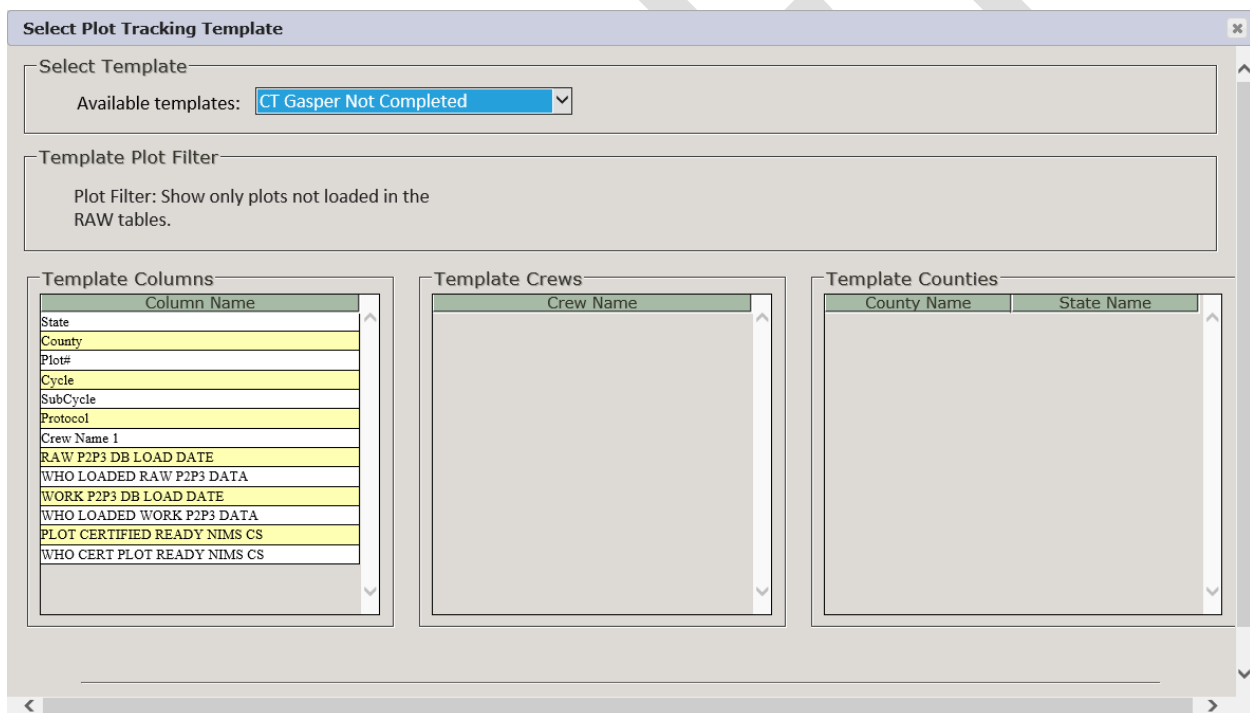 Select Plot Tracking Template
Select Template
Available templates: CT Gasper Not Completed
Template Plot Filter
Plot Filter: Show only plots not loaded in the
RAW tables.
Template Columns
Column Name
State
County
Plot#
Cycle
SubCycle
Protocol
Crew Name 1
RAW P2P3 DB LOAD DATE
WHO LOADED RAW P2P3 DATA
WORK P2P3 DB LOAD DATE
WHO LOADED WORK P2P3 DATA
PLOT CERTIFIED READY NIMS CS
WHO CERT PLOT READY NIMS CS
Template Crews
Crew Name
Template Counties
County Name State Name